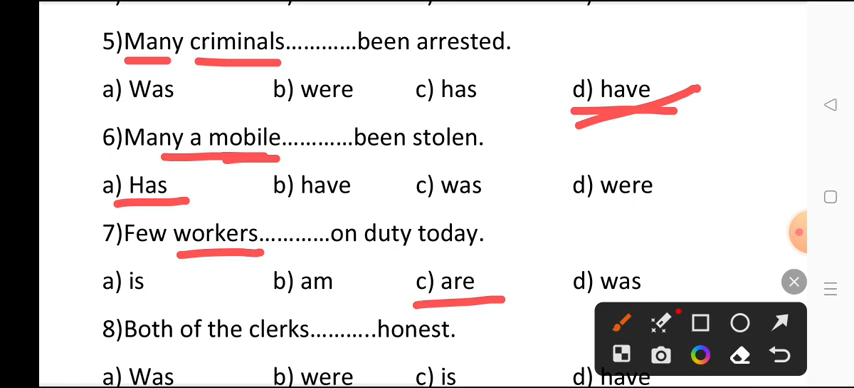 5)Many criminals............been arrested.
a) Was b) were c) has d) have
6)Many a mobile............been stolen.
a) Has b) have c) was d) were
7)Few workers............on duty today.
a) is b) am c) are d) was
8)Both of the clerks...........honest.
a) Was b) were c) is d) have